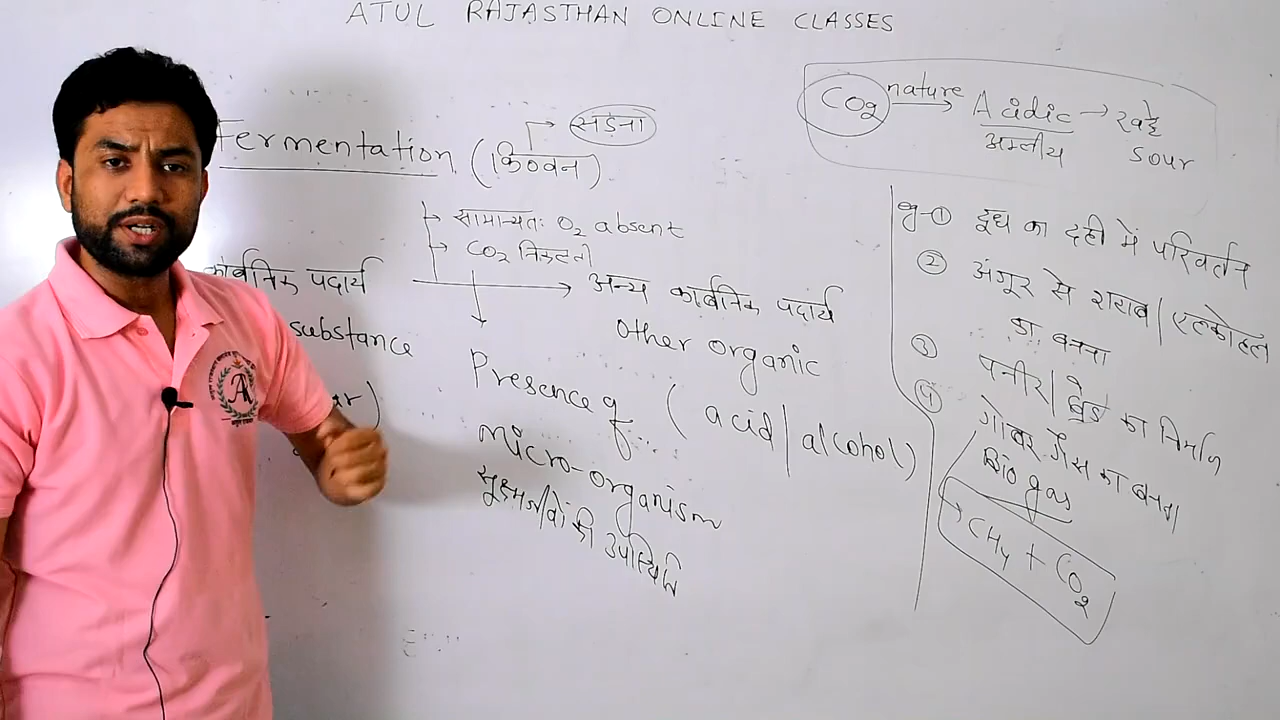 ATUL RAJASTHAN ONLINE CLASSES
CO2 nature Acidic → खट्टे
अम्लीय sour
Fermentation (किण्वन) → सडना
सामान्यतः O2 absent
CO2 निकलती
कार्बनिक पदार्थ → अन्य कार्बनिक पदार्थ
substance
Other organic
(acid/alcohol)
Presence of
micro-organism
सूक्ष्मजीवों की उपस्थिति
eg-① दूध का दही में परिवर्तन
② अंगूर से शराब/एल्कोहल
का बनना
③ पनीर/ब्रेड का निर्माण
④ गोबर गैस का बनना
Bio gas
→ CH4 + CO2